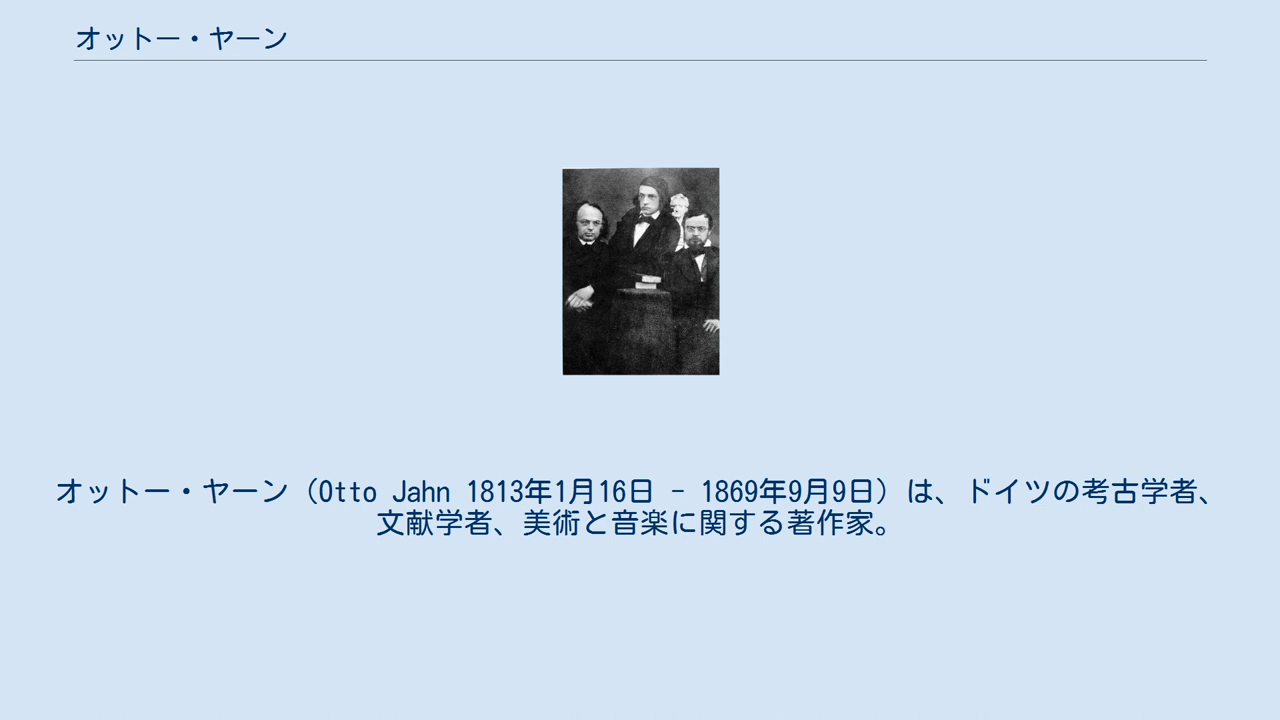 オットー・ヤーン
オットー・ヤーン（Otto Jahn 1813年1月16日 - 1869年9月9日）は、ドイツの考古学者、
文献学者、美術と音楽に関する著作家。